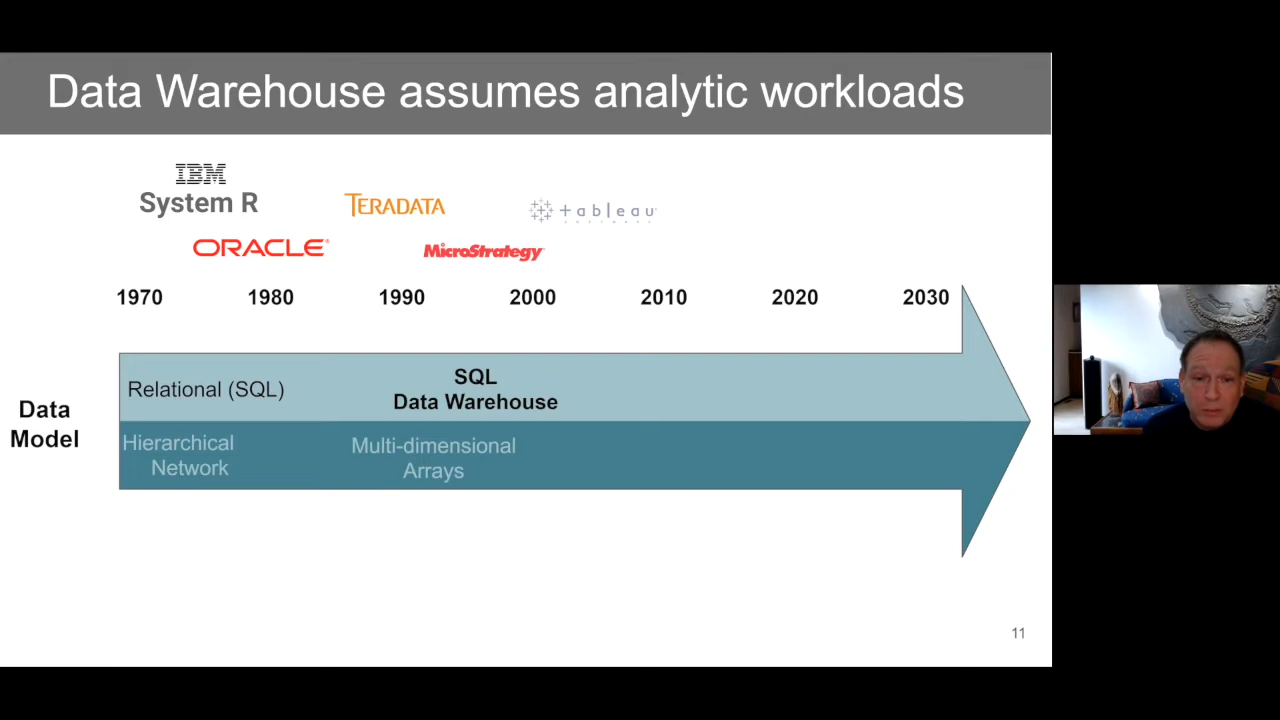 Data Warehouse assumes analytic workloads
IBM
System R
TERADATA
+ableau
ORACLE
MicroStrategy
1970 1980 1990 2000 2010 2020 2030
Relational (SQL)
SQL
Data Warehouse
Data
Model
Hierarchical
Network
Multi-dimensional
Arrays
11